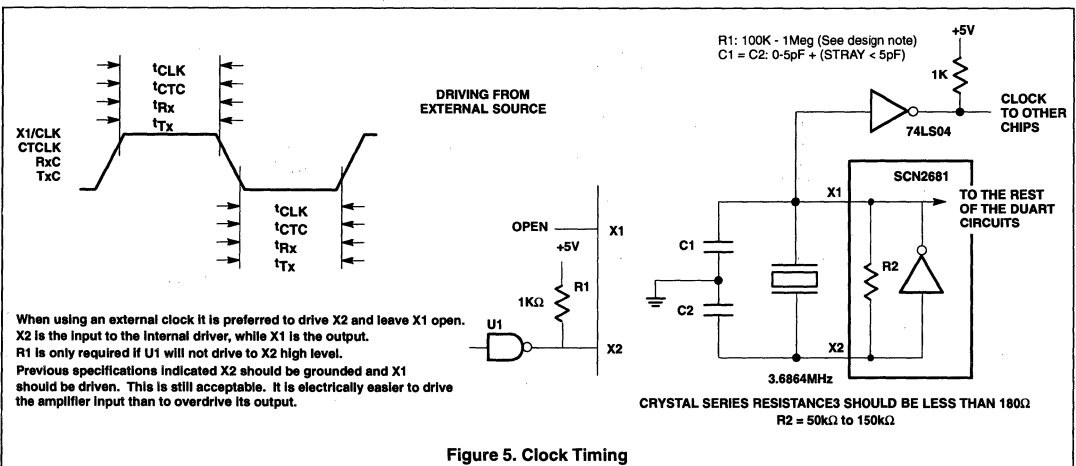 tCLK
tCTC
tRx
tTx
X1/CLK
CTCLK
RxC
TxC
tCLK
tCTC
tRx
tTx
DRIVING FROM
EXTERNAL SOURCE
OPEN
X1
+5V
R1
1KΩ
U1
X2
When using an external clock it is preferred to drive X2 and leave X1 open.
X2 is the input to the internal driver, while X1 is the output.
R1 is only required if U1 will not drive to X2 high level.
Previous specifications indicated X2 should be grounded and X1
should be driven. This is still acceptable. It is electrically easier to drive
the amplifier input than to overdrive its output.
R1: 100K - 1Meg (See design note)
C1 = C2: 0-5pF + (STRAY < 5pF)
+5V
1K
74LS04
CLOCK
TO OTHER
CHIPS
SCN2681
X1
TO THE REST
OF THE DUART
CIRCUITS
C1
R2
C2
X2
3.6864MHz
CRYSTAL SERIES RESISTANCE3 SHOULD BE LESS THAN 180Ω
R2 = 50kΩ to 150kΩ
Figure 5. Clock Timing